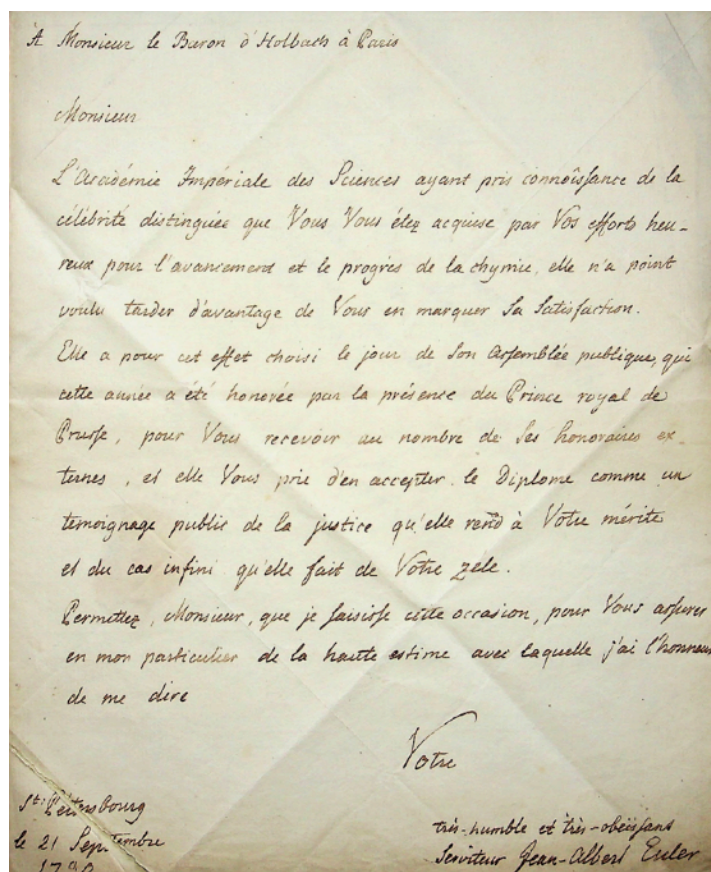 A Monsieur le Baron d'Holbach à Paris
Monsieur
L'Académie Impériale des Sciences ayant pris connoissance de la
célébrité distinguée que Vous Vous étez acquise par Vos efforts heu-
reux pour l'avancement et le progrès de la chymie, elle n'a point
voulu tarder d'avantage de Vous en marquer Sa Satisfaction.
Elle a pour cet effet choisi le jour de Son Assemblée publique, qui
cette année a été honorée par la présence du Prince royal de
Prusse, pour Vous recevoir au nombre de Ses honoraires ex-
ternes, et elle Vous prie d'en accepter le Diplome comme un
temoignage public de la justice qu'elle rend à Votre mérite
et du cas infini qu'elle fait de Votre zele.
Permettez, Monsieur, que je saisisse cette occasion, pour Vous assurer
en mon particulier de la haute estime avec laquelle j'ai l'honneur
de me dire
Votre
très-humble et très-obéissans
Serviteur Jean-Albert Euler
St. Petersbourg
le 21 Septembre
1780